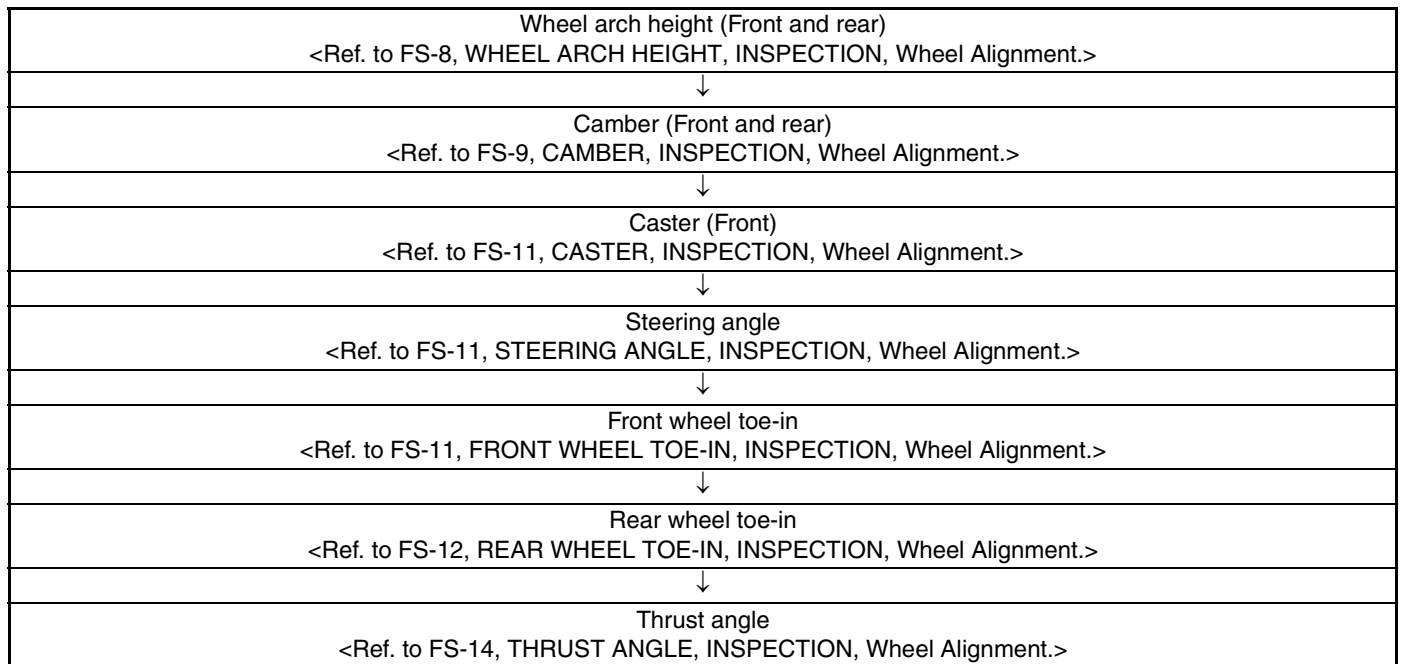 Wheel arch height (Front and rear)
<Ref. to FS-8, WHEEL ARCH HEIGHT, INSPECTION, Wheel Alignment.>
↓
Camber (Front and rear)
<Ref. to FS-9, CAMBER, INSPECTION, Wheel Alignment.>
↓
Caster (Front)
<Ref. to FS-11, CASTER, INSPECTION, Wheel Alignment.>
↓
Steering angle
<Ref. to FS-11, STEERING ANGLE, INSPECTION, Wheel Alignment.>
↓
Front wheel toe-in
<Ref. to FS-11, FRONT WHEEL TOE-IN, INSPECTION, Wheel Alignment.>
↓
Rear wheel toe-in
<Ref. to FS-12, REAR WHEEL TOE-IN, INSPECTION, Wheel Alignment.>
↓
Thrust angle
<Ref. to FS-14, THRUST ANGLE, INSPECTION, Wheel Alignment.>